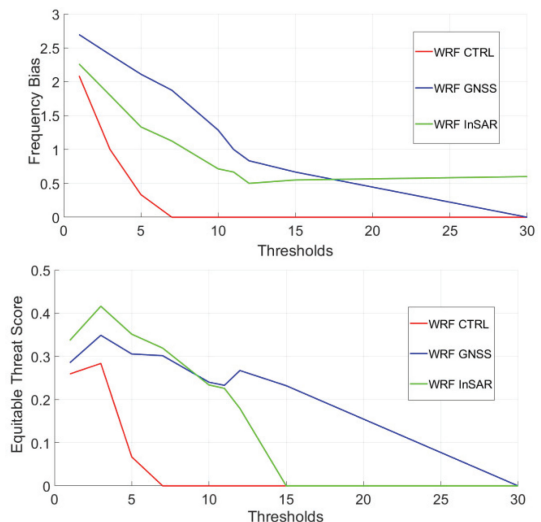 3
2.5
2
1.5
1
0.5
0
Frequency Bias
0
5
10
15
20
25
30
Thresholds
WRF CTRL
WRF GNSS
WRF InSAR
0.5
0.4
0.3
0.2
0.1
0
Equitable Threat Score
0
5
10
15
20
25
30
Thresholds
WRF CTRL
WRF GNSS
WRF InSAR